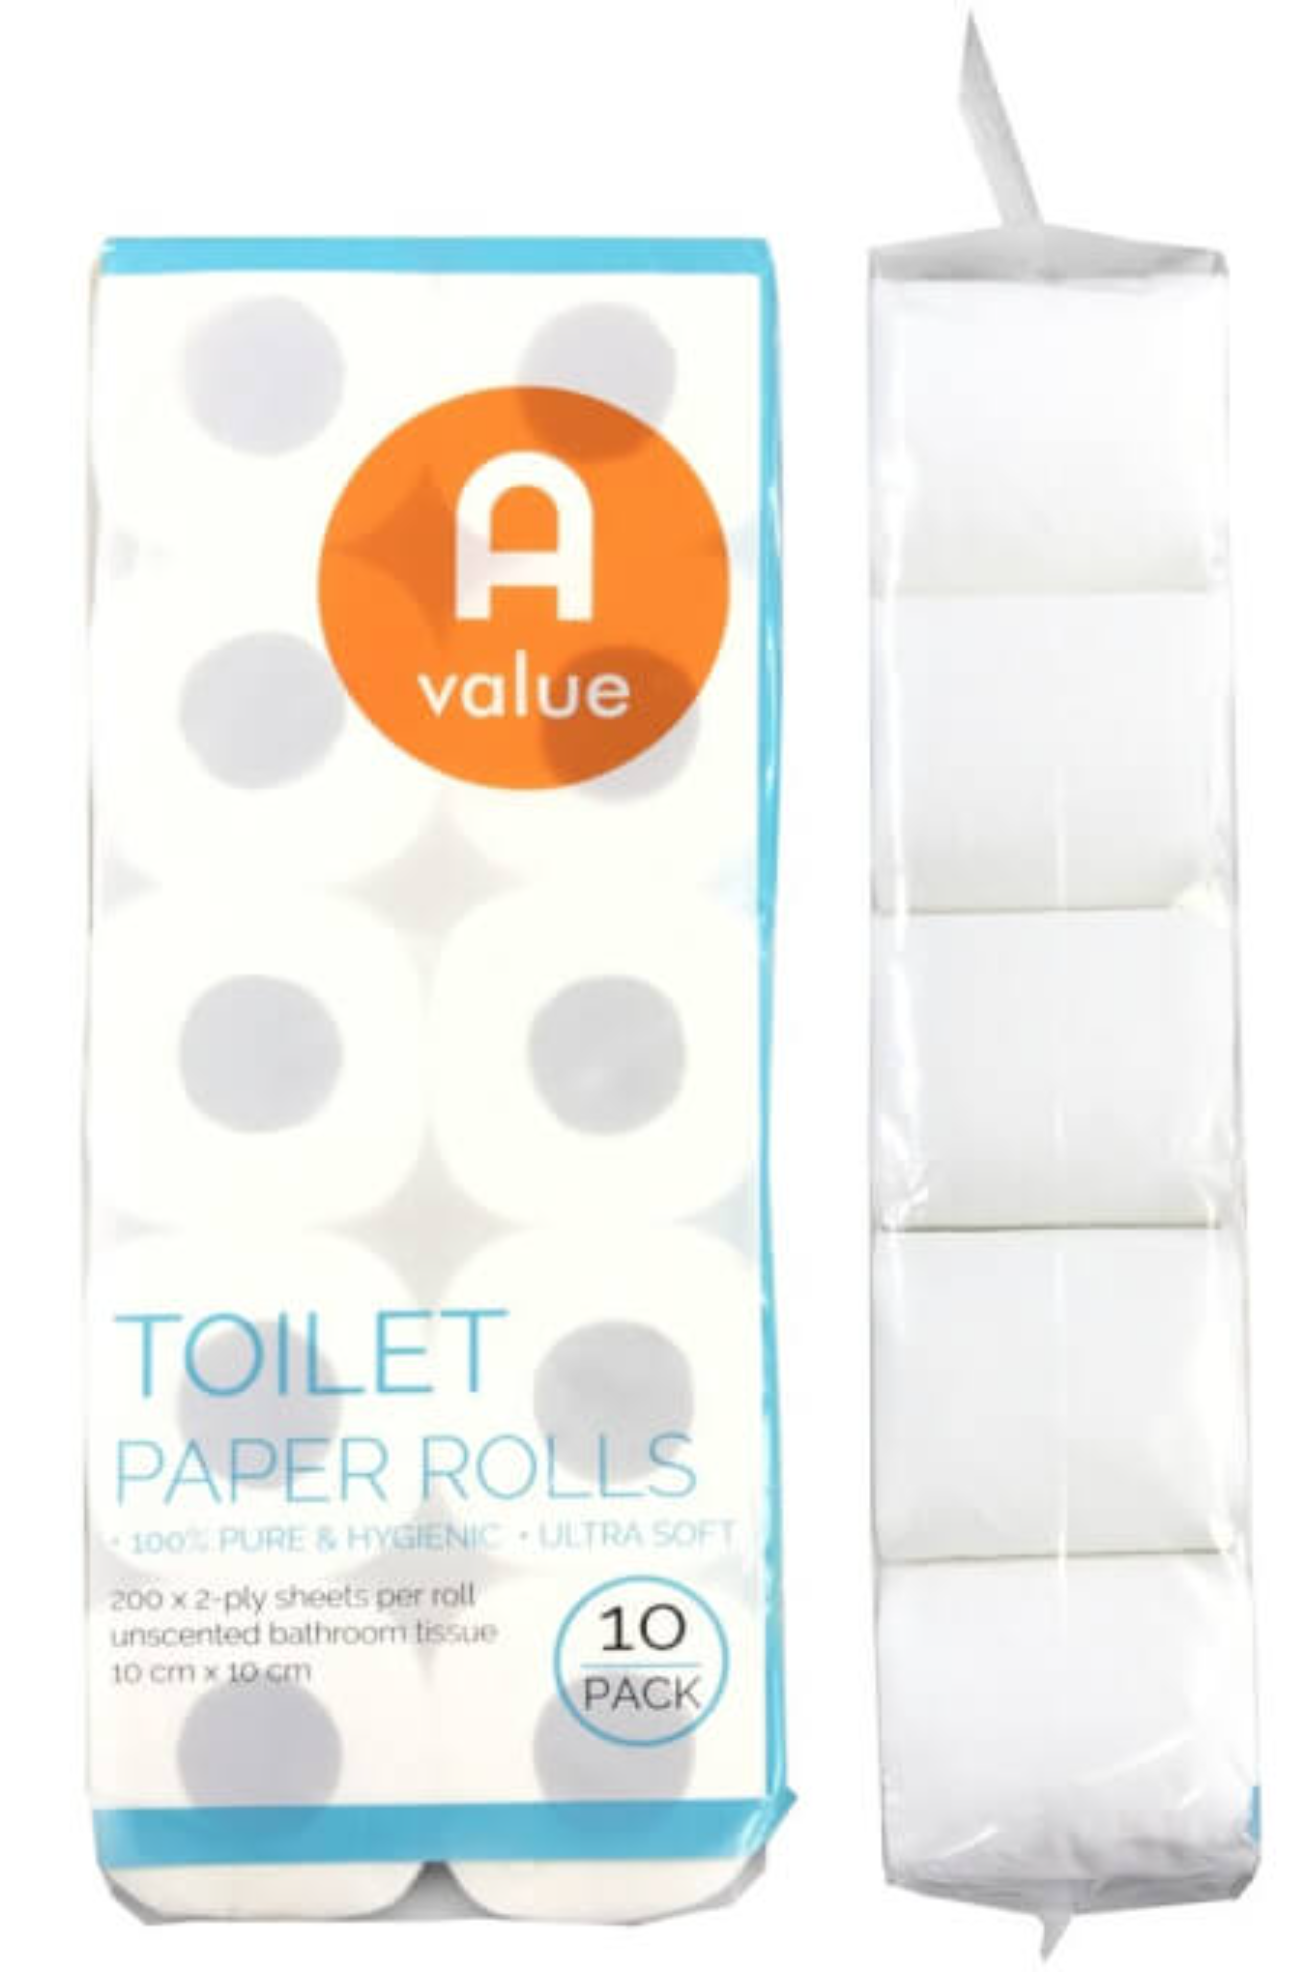 A
value
TOILET
PAPER ROLLS
• 100% PURE & HYGIENIC • ULTRA SOFT
200 x 2-ply sheets per roll
unscented bathroom tissue
10 cm x 10 cm
10
PACK